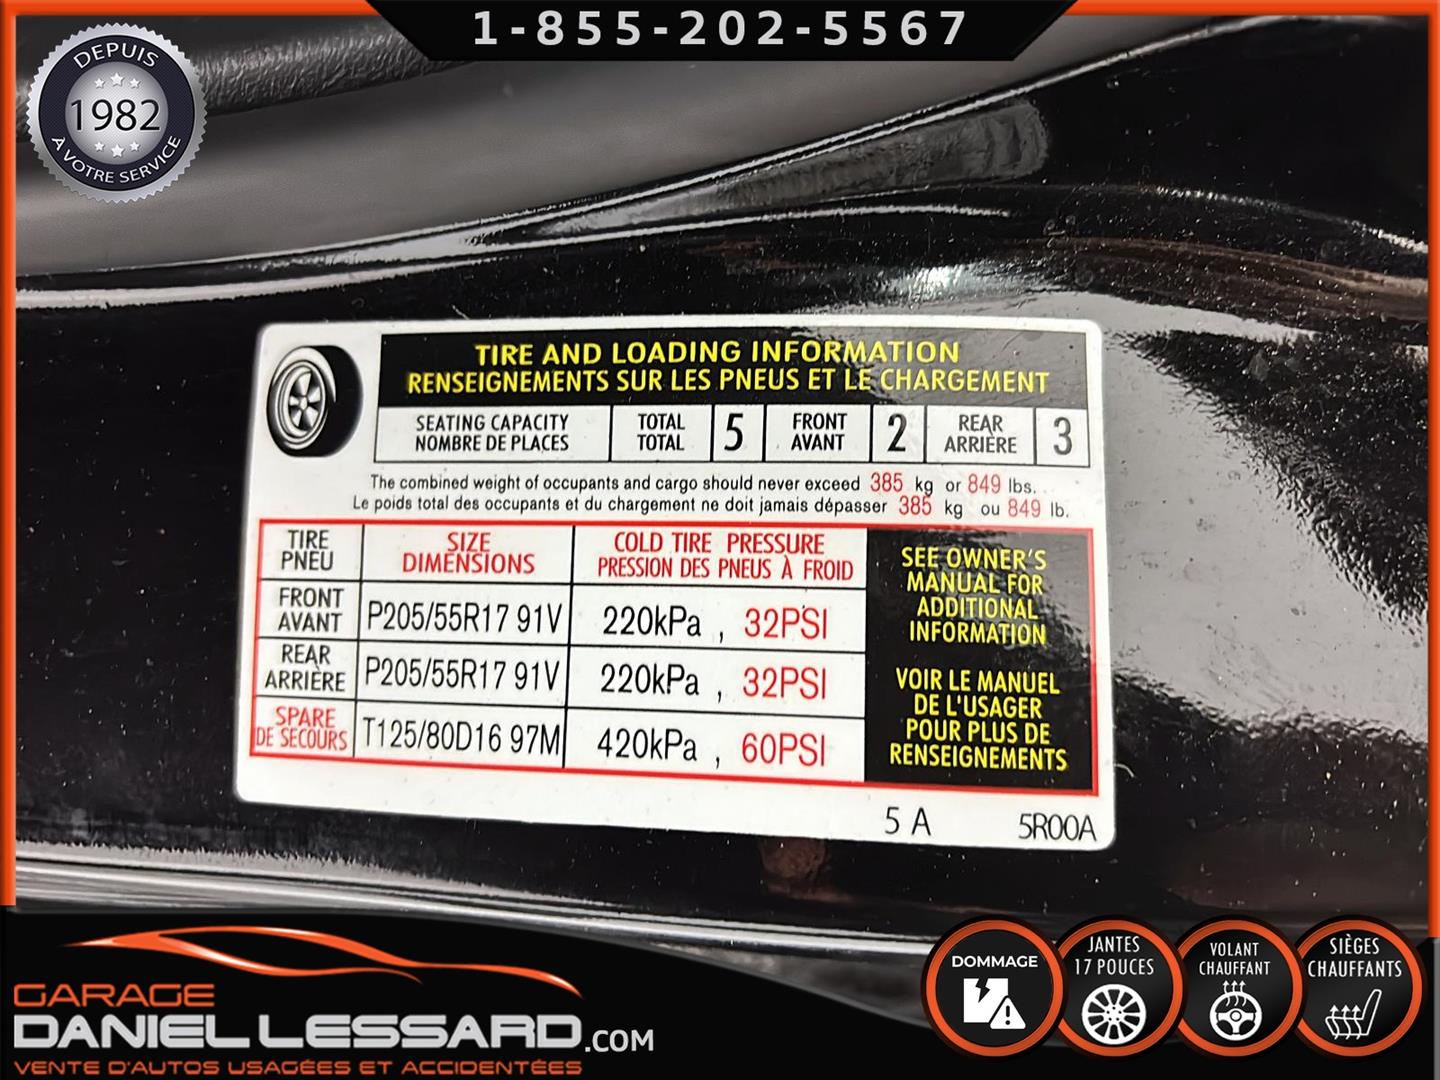 1-855-202-5567
DEPUIS
1982
À VOTRE SERVICE
TIRE AND LOADING INFORMATION
RENSEIGNEMENTS SUR LES PNEUS ET LE CHARGEMENT
SEATING CAPACITY TOTAL 5 FRONT 2 REAR 3
NOMBRE DE PLACES TOTAL AVANT ARRIÈRE
The combined weight of occupants and cargo should never exceed 385 kg or 849 lbs.
Le poids total des occupants et du chargement ne doit jamais dépasser 385 kg ou 849 lb.
TIRE SIZE COLD TIRE PRESSURE
PNEU DIMENSIONS PRESSION DES PNEUS À FROID
FRONT
AVANT P205/55R17 91V 220kPa , 32PSI
REAR
ARRIÈRE P205/55R17 91V 220kPa , 32PSI
SPARE
DE SECOURS T125/80D16 97M 420kPa , 60PSI
SEE OWNER'S
MANUAL FOR
ADDITIONAL
INFORMATION
VOIR LE MANUEL
DE L'USAGER
POUR PLUS DE
RENSEIGNEMENTS
5 A 5R00A
GARAGE
DANIEL LESSARD.COM
VENTE D'AUTOS USAGÉES ET ACCIDENTÉES
DOMMAGE
JANTES
17 POUCES
VOLANT
CHAUFFANT
SIÈGES
CHAUFFANTS